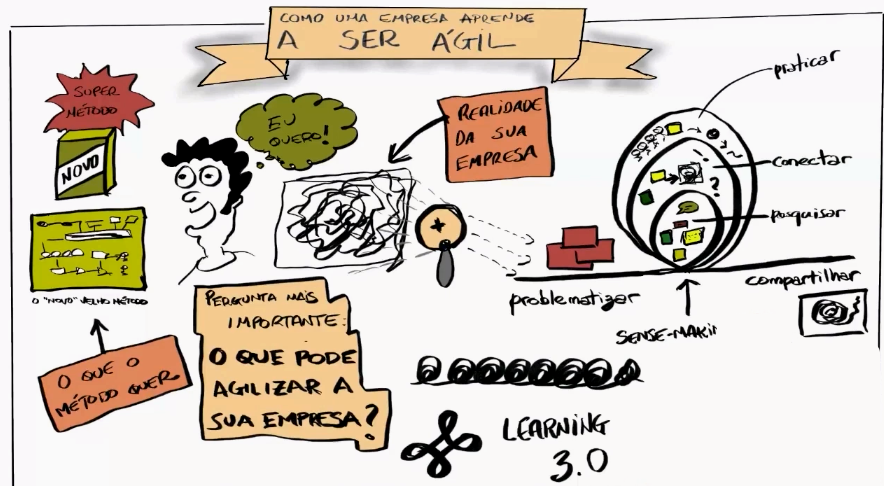 COMO UMA EMPRESA APRENDE
A SER ÁGIL
SUPER
MÉTODO
NOVO
O "NOVO" VELHO MÉTODO
O QUE O
MÉTODO QUER
EU
QUERO!
REALIDADE
DA SUA
EMPRESA
PERGUNTA MAIS
IMPORTANTE:
O QUE PODE
AGILIZAR A
SUA EMPRESA?
problematizar
praticar
conectar
pesquisar
?
compartilhar
SENSE-MAKIN
LEARNING
3.0